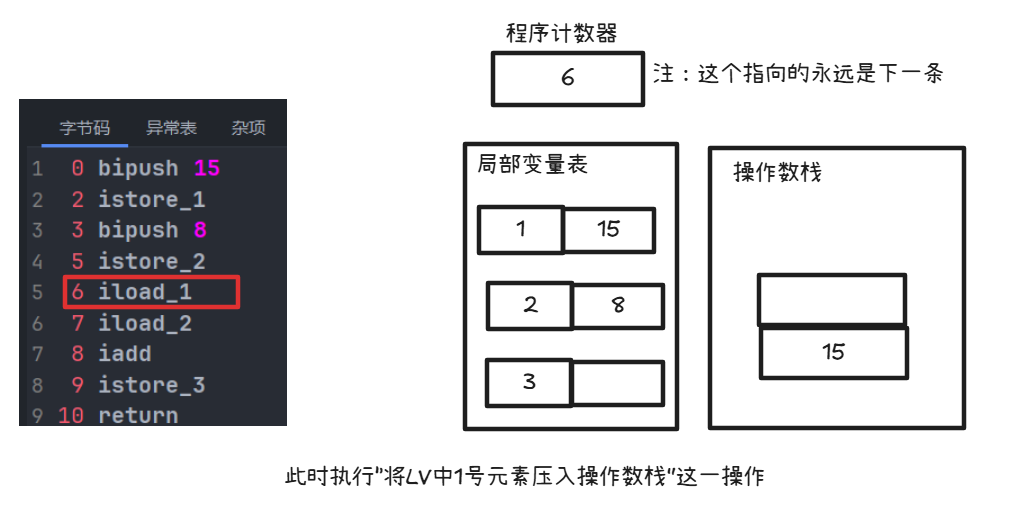 程序计数器
6
注：这个指向的永远是下一条
字节码 异常表 杂项
1 0 bipush 15
2 2 istore_1
3 3 bipush 8
4 5 istore_2
5 6 iload_1
6 7 iload_2
7 8 iadd
8 9 istore_3
9 10 return
局部变量表
1 15
2 8
3
操作数栈
15
此时执行"将LV中1号元素压入操作数栈"这一操作